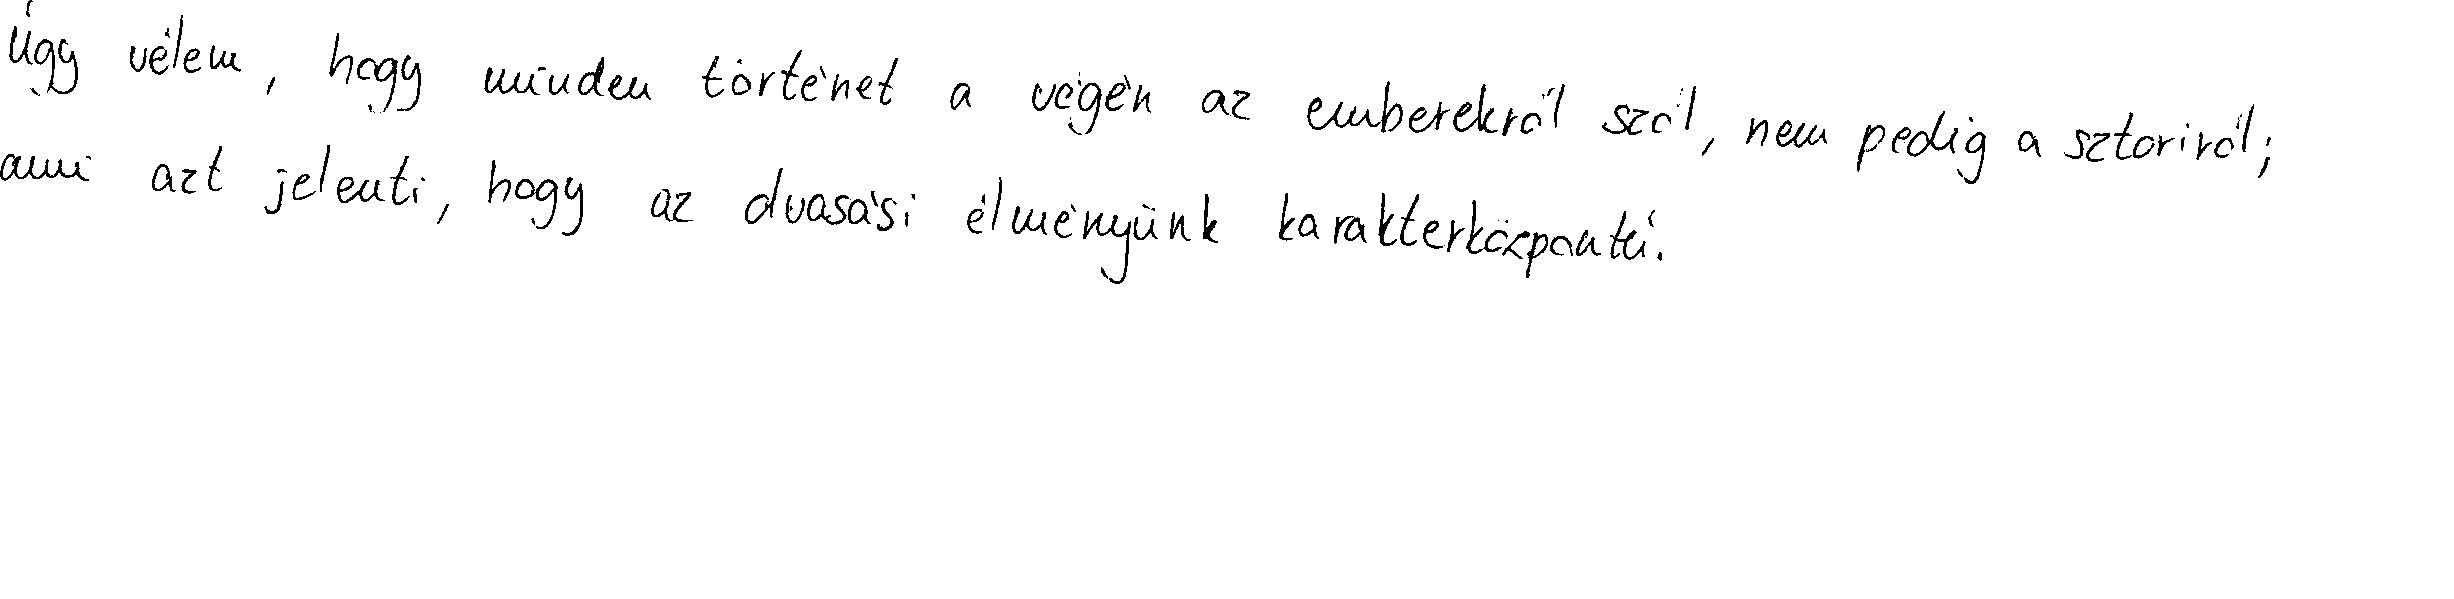 Úgy vélem, hogy minden történet a végén az emberekről szól, nem pedig a sztoriról;
ami azt jelenti, hogy az olvasási élményünk karakterközpontú.